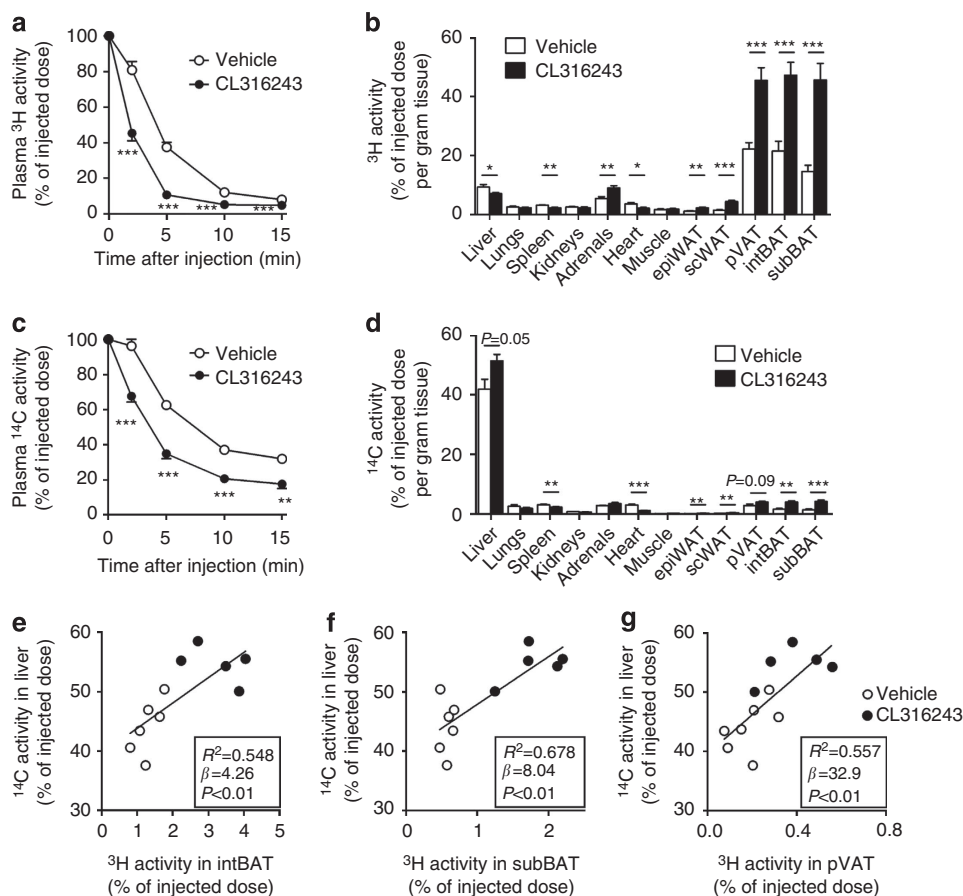 a
Plasma ³H activity
(% of injected dose)
100
80
60
40
20
0
Vehicle
CL316243
***
***
***
***
0 5 10 15
Time after injection (min)
b
³H activity
(% of injected dose
per gram tissue)
60
40
20
0
Vehicle
CL316243
*
**
**
*
**
***
***
***
***
Liver
Lungs
Spleen
Kidneys
Adrenals
Heart
Muscle
epiWAT
scWAT
pVAT
intBAT
subBAT
c
Plasma ¹⁴C activity
(% of injected dose)
100
80
60
40
20
0
Vehicle
CL316243
***
***
***
**
0 5 10 15
Time after injection (min)
d
¹⁴C activity
(% of injected dose
per gram tissue)
60
40
20
0
P=0.05
Vehicle
CL316243
**
***
**
**
P=0.09
**
***
Liver
Lungs
Spleen
Kidneys
Adrenals
Heart
Muscle
epiWAT
scWAT
pVAT
intBAT
subBAT
e
¹⁴C activity in liver
(% of injected dose)
60
50
40
30
R²=0.548
β=4.26
P<0.01
0 1 2 3 4 5
³H activity in intBAT
(% of injected dose)
f
¹⁴C activity in liver
(% of injected dose)
60
50
40
30
R²=0.678
β=8.04
P<0.01
0 1 2
³H activity in subBAT
(% of injected dose)
g
¹⁴C activity in liver
(% of injected dose)
60
50
40
30
Vehicle
CL316243
R²=0.557
β=32.9
P<0.01
0.0 0.4 0.8
³H activity in pVAT
(% of injected dose)